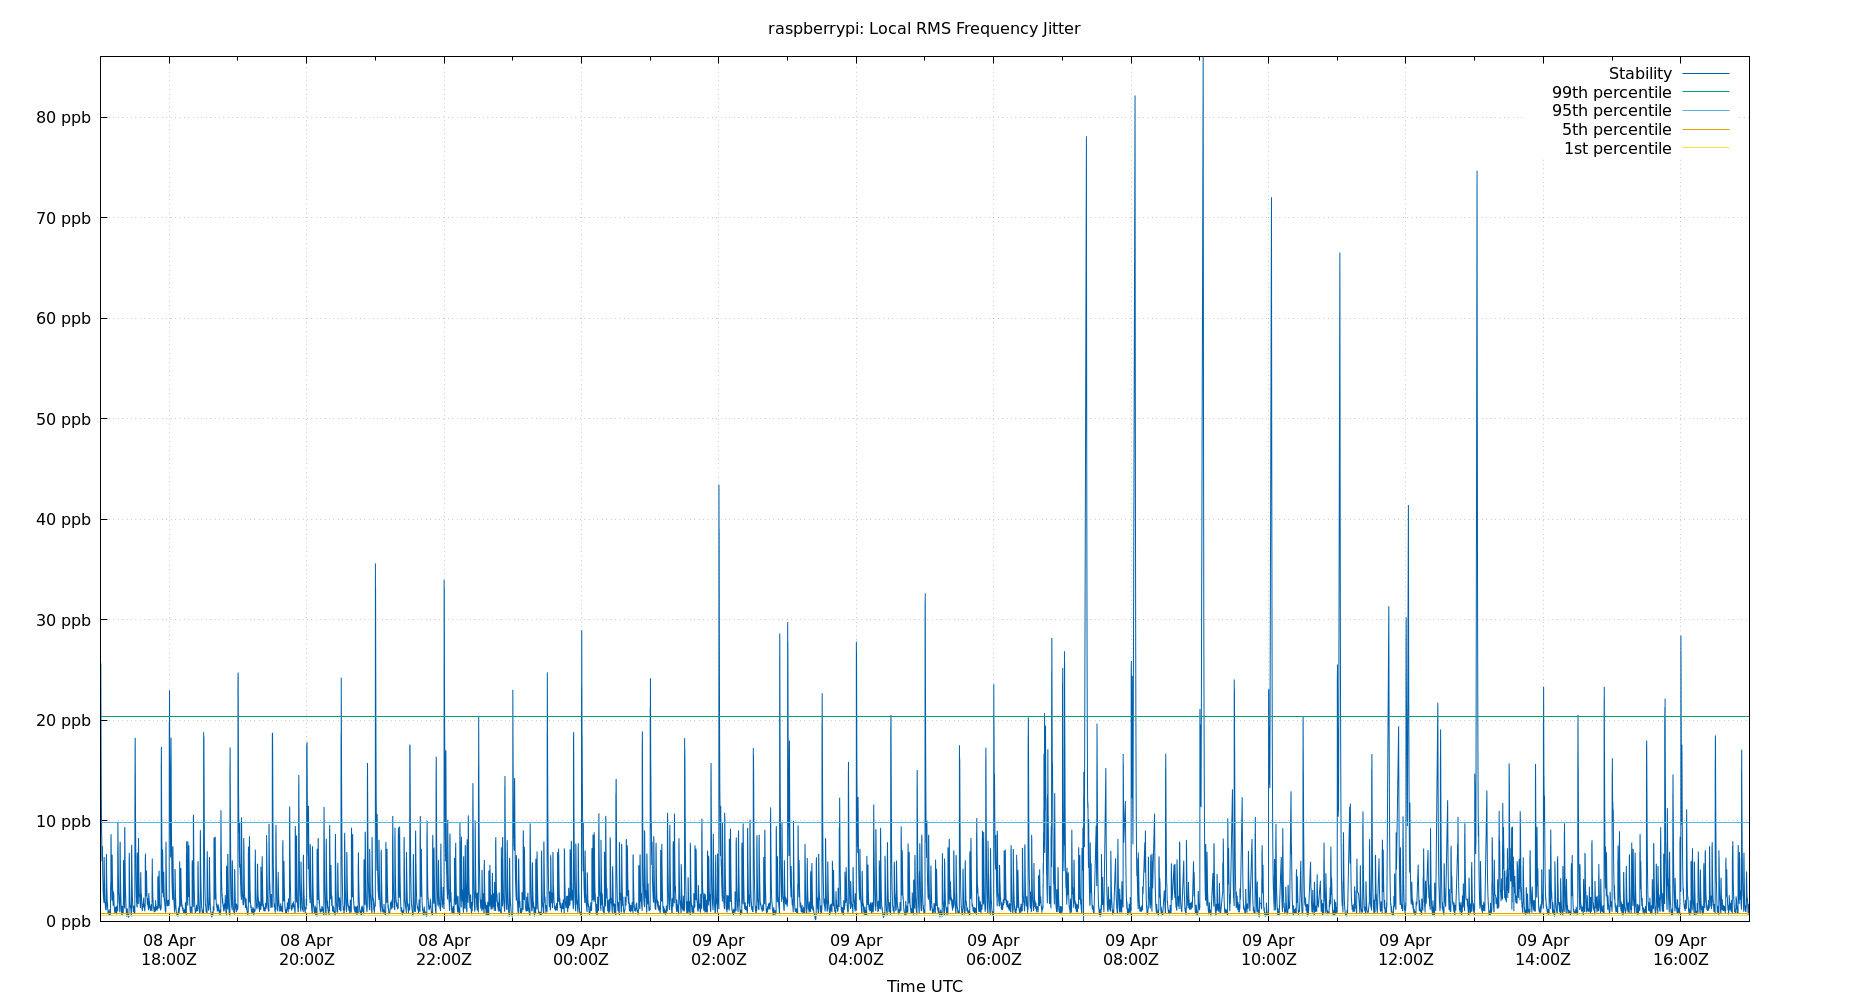 raspberrypi: Local RMS Frequency Jitter
Stability
99th percentile
95th percentile
5th percentile
1st percentile
80 ppb
70 ppb
60 ppb
50 ppb
40 ppb
30 ppb
20 ppb
10 ppb
0 ppb
08 Apr 08 Apr 08 Apr 09 Apr 09 Apr 09 Apr 09 Apr 09 Apr 09 Apr 09 Apr 09 Apr 09 Apr
18:00Z 20:00Z 22:00Z 00:00Z 02:00Z 04:00Z 06:00Z 08:00Z 10:00Z 12:00Z 14:00Z 16:00Z
Time UTC